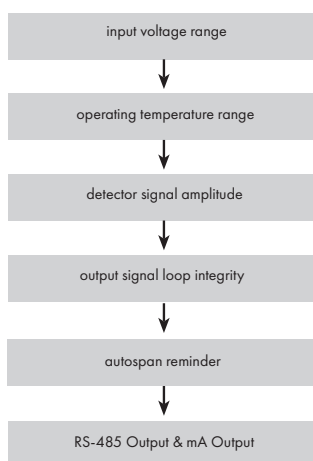 input voltage range
operating temperature range
detector signal amplitude
output signal loop integrity
autospan reminder
RS-485 Output & mA Output